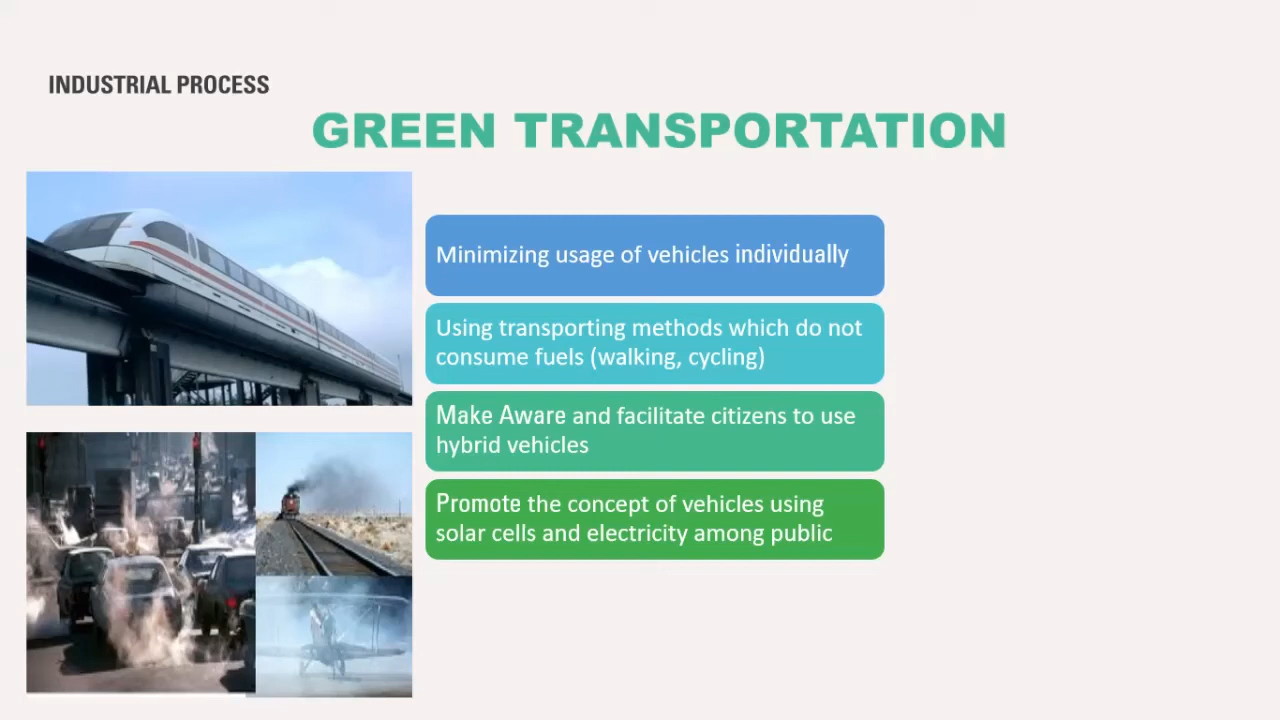 INDUSTRIAL PROCESS
GREEN TRANSPORTATION
Minimizing usage of vehicles individually
Using transporting methods which do not
consume fuels (walking, cycling)
Make Aware and facilitate citizens to use
hybrid vehicles
Promote the concept of vehicles using
solar cells and electricity among public